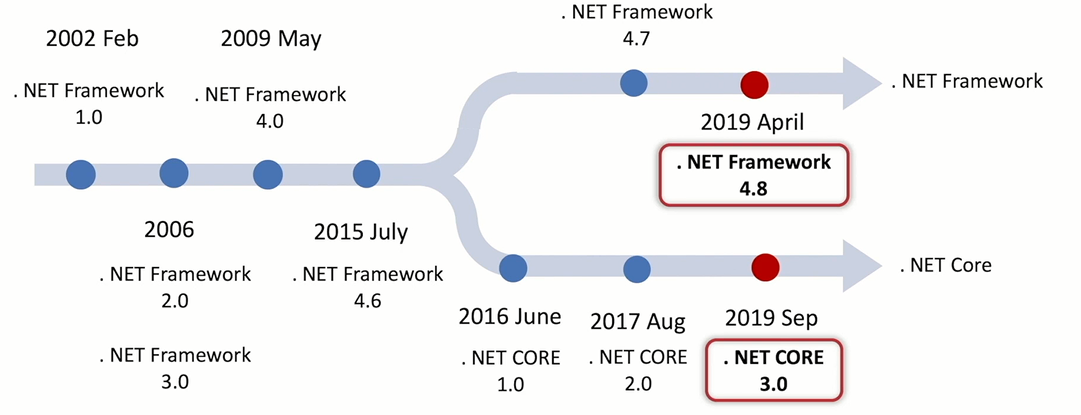 . NET Framework
4.7
2002 Feb
2009 May
. NET Framework
1.0
. NET Framework
4.0
. NET Framework
2019 April
. NET Framework
4.8
2006
2015 July
. NET Framework
2.0
. NET Framework
4.6
. NET Framework
3.0
. NET Core
2016 June
2017 Aug
2019 Sep
. NET CORE
1.0
. NET CORE
2.0
. NET CORE
3.0